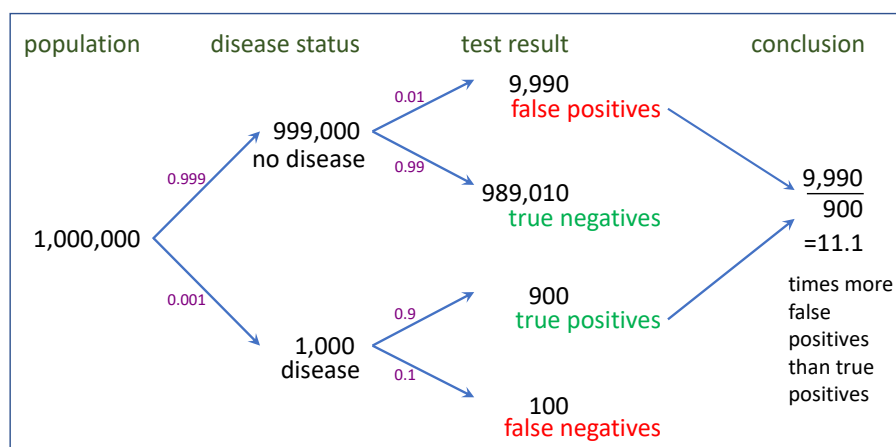 population
disease status
test result
conclusion
1,000,000
0.999
0.001
999,000
no disease
1,000
disease
0.01
0.99
0.9
0.1
9,990
false positives
989,010
true negatives
900
true positives
100
false negatives
9,990
900
=11.1
times more
false
positives
than true
positives